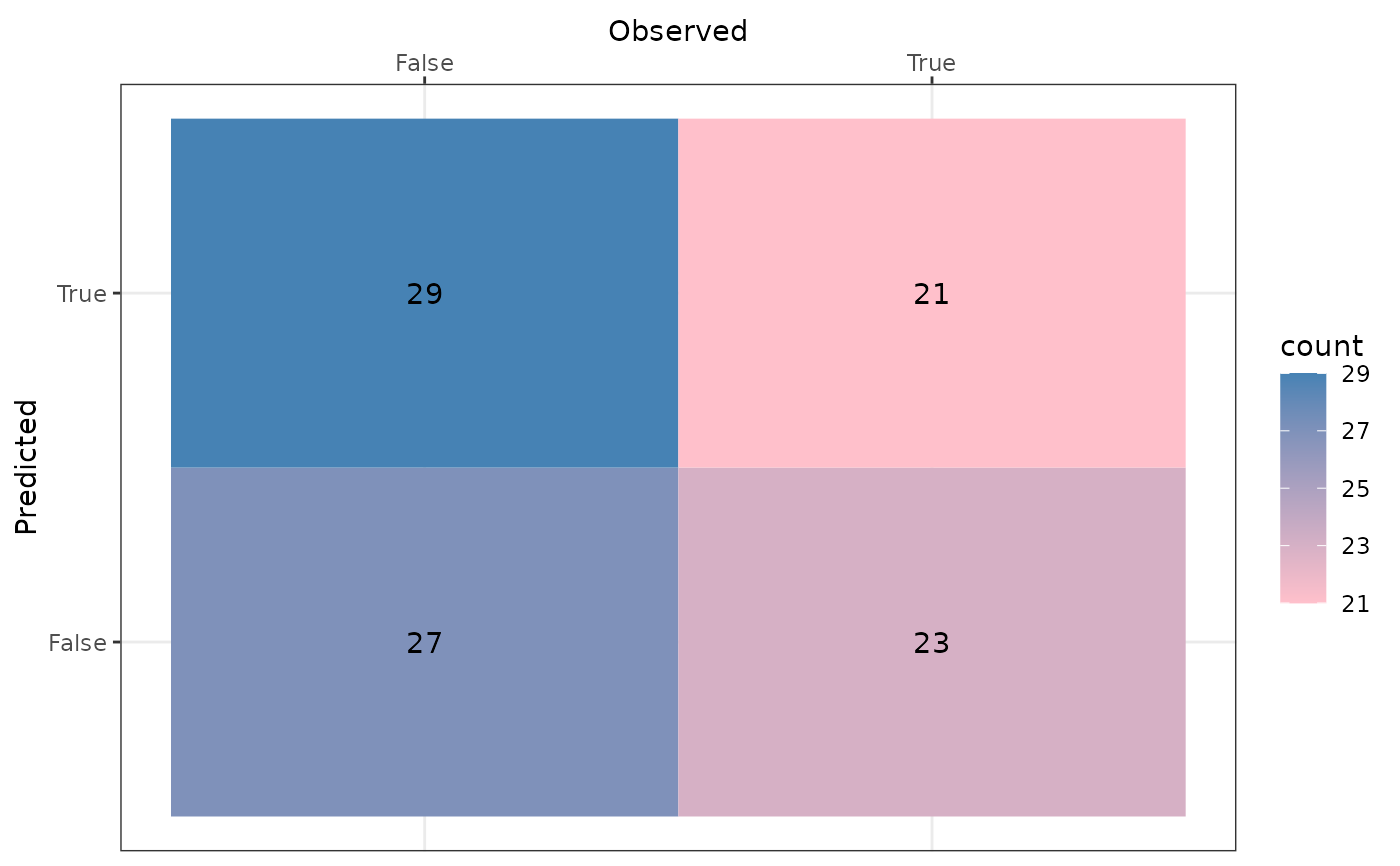 Observed
False True
True 29 21
False 27 23
Predicted
count
29
27
25
23
21